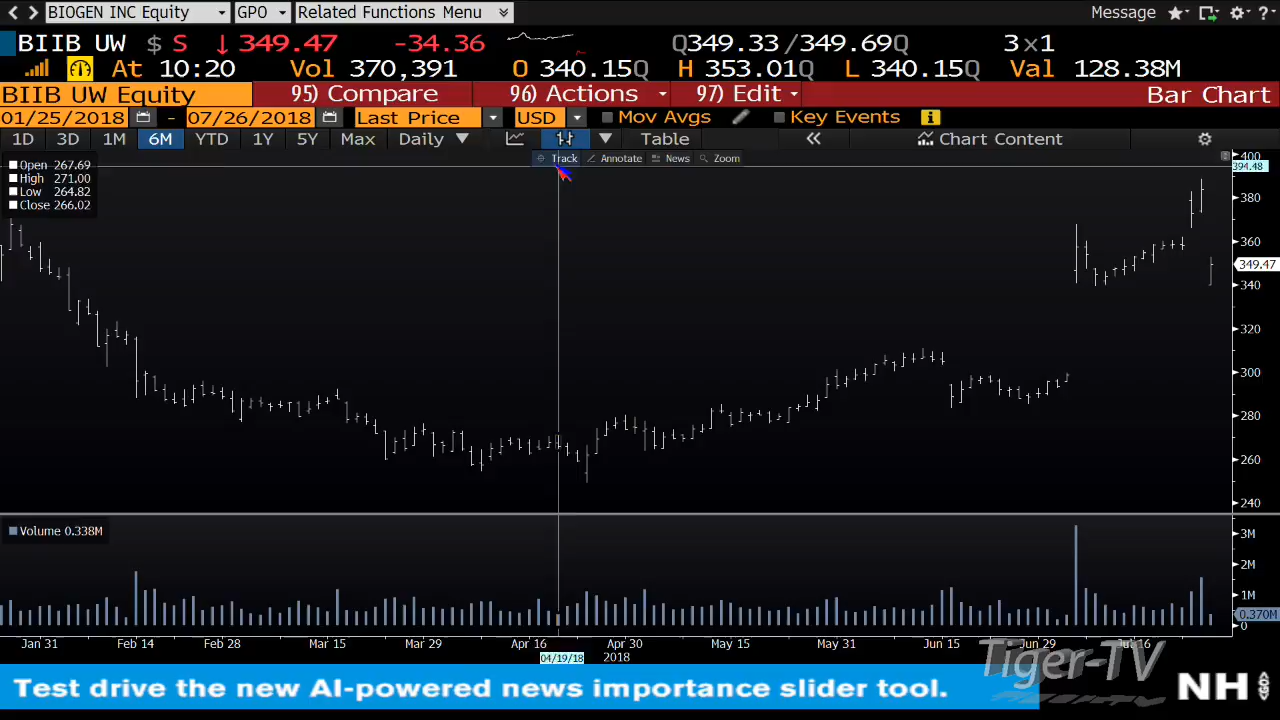 BIOGEN INC Equity GPO Related Functions Menu Message
BIIB UW $ S ↓349.47 -34.36 Q349.33/349.69Q 3×1
At 10:20 Vol 370,391 O 340.15Q H 353.01Q L 340.15Q Val 128.38M
BIIB UW Equity 95) Compare 96) Actions 97) Edit Bar Chart
01/25/2018 - 07/26/2018 Last Price USD Mov Avgs Key Events
1D 3D 1M 6M YTD 1Y 5Y Max Daily Table Chart Content
Track Annotate News Zoom
Open 267.69
High 271.00
Low 264.82
Close 266.02
400
394.48
380
360
349.47
340
320
300
280
260
240
Volume 0.338M
3M
2M
1M
0.370M
0
Jan 31 Feb 14 Feb 28 Mar 15 Mar 29 Apr 16 Apr 30 May 15 May 31 Jun 15 Jun 29 Jul 16
04/19/18 2018
Tiger-TV
Test drive the new AI-powered news importance slider tool. NH